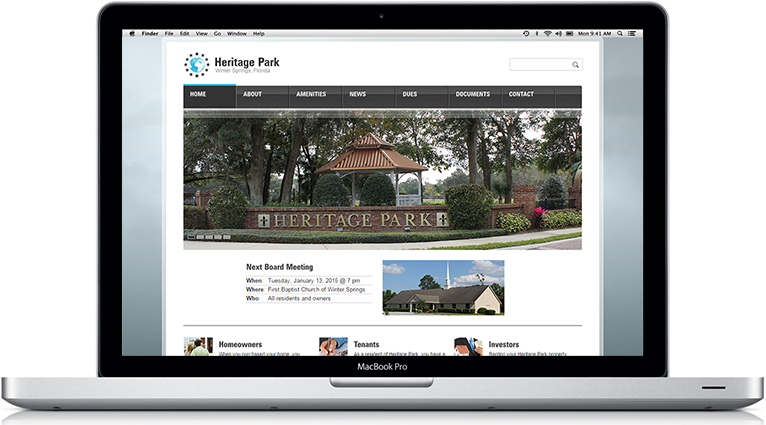 Finder File Edit View Go Window Help Mon 9:41 AM
Heritage Park
Winter Springs, Florida
HOME ABOUT AMENITIES NEWS DUES DOCUMENTS CONTACT
HERITAGE PARK
Next Board Meeting
When: Tuesday, January 13, 2015 @ 7 pm
Where: First Baptist Church of Winter Springs
Who: All residents and owners
Homeowners Tenants Investors
When you purchased your home, you As a resident of Heritage Park, you have a Renting your Heritage Park property
MacBook Pro